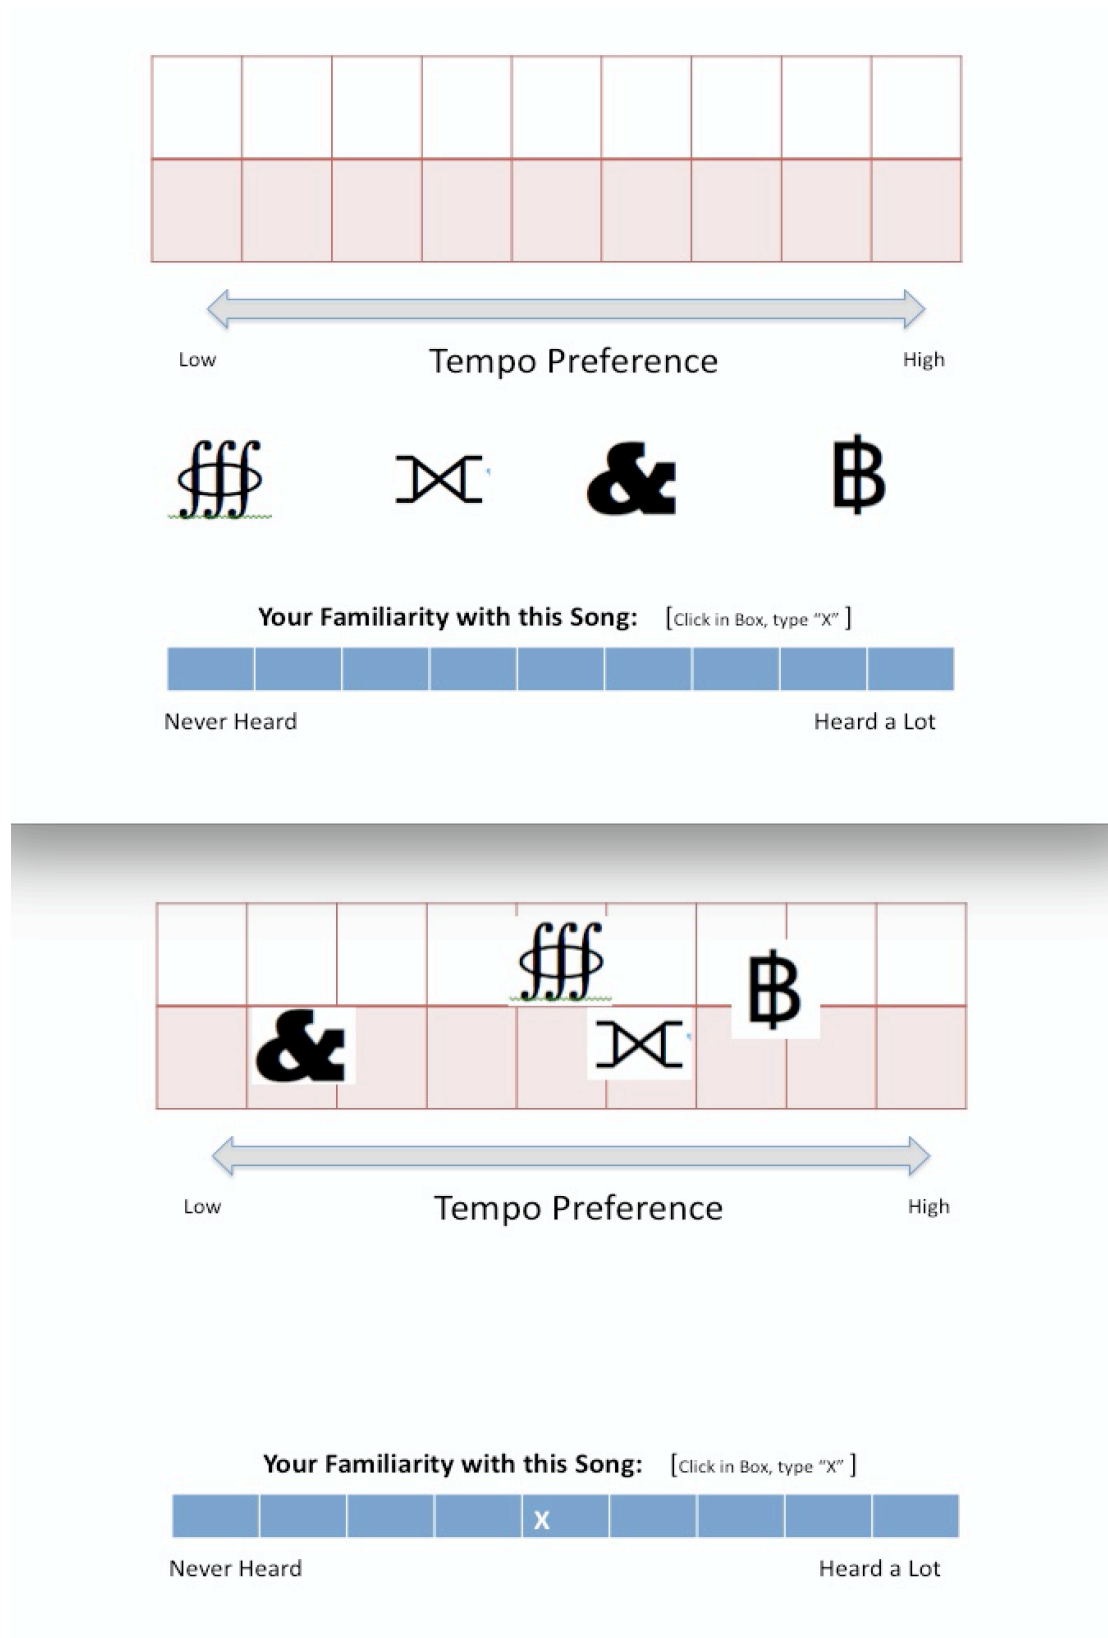 Low Tempo Preference High
∰ ⟗ & ฿
Your Familiarity with this Song: [Click in Box, type “X” ]
Never Heard Heard a Lot
∰
฿
& 
Low Tempo Preference High
Your Familiarity with this Song: [Click in Box, type “X” ]
X
Never Heard Heard a Lot